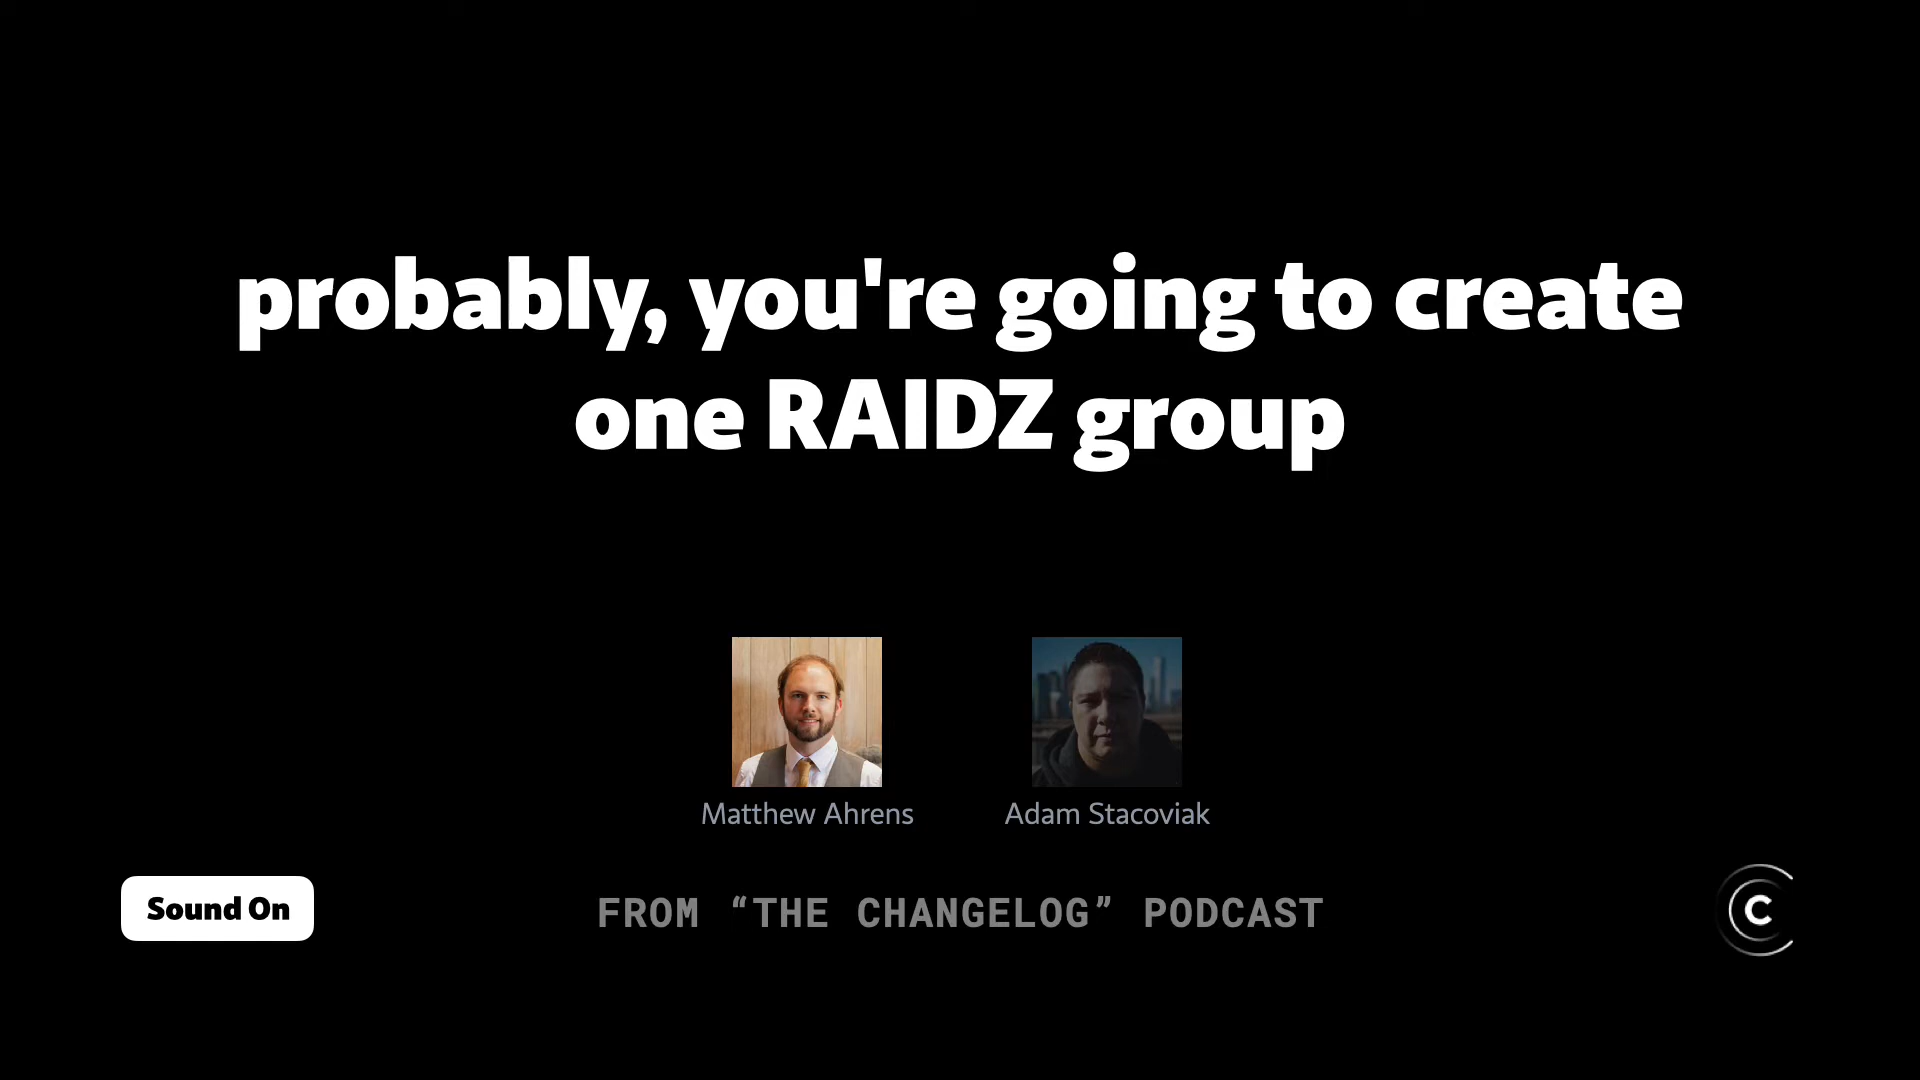 probably, you're going to create
one RAIDZ group
Matthew Ahrens
Adam Stacoviak
Sound On
FROM “THE CHANGELOG” PODCAST
C